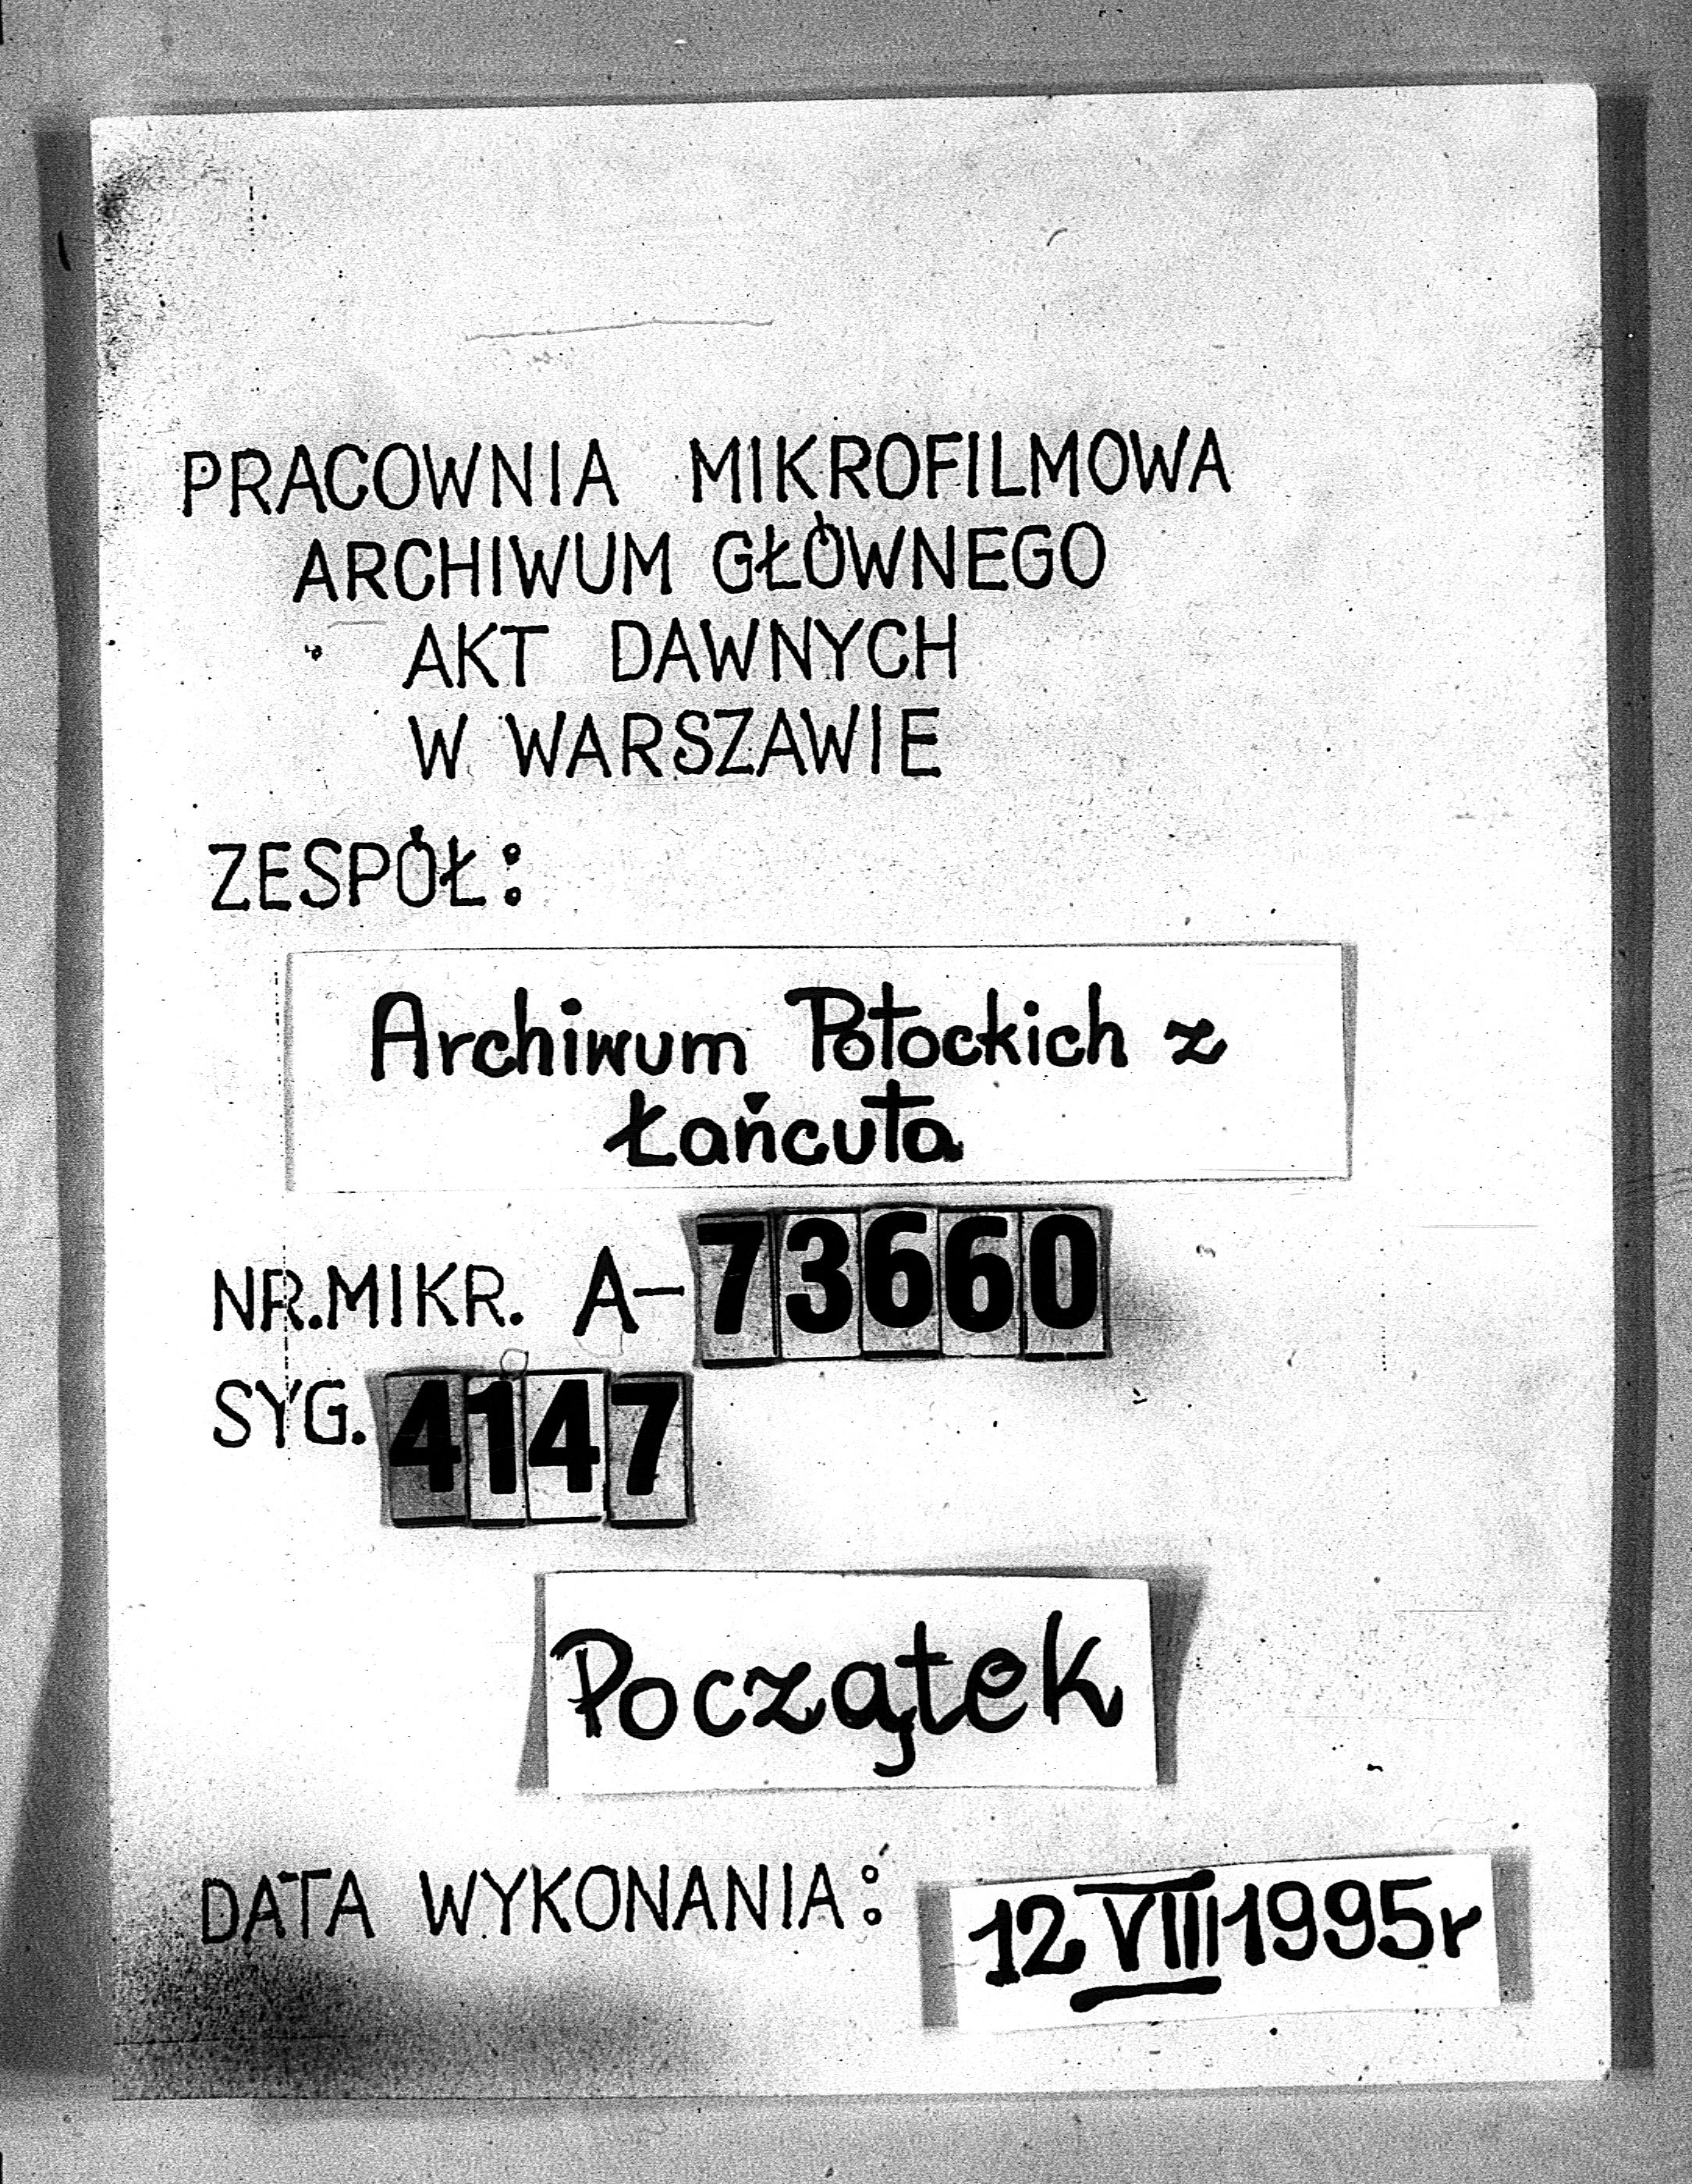 PRACOWNIA MIKROFILMOWA
ARCHIWUM GŁÓWNEGO
AKT DAWNYCH
W WARSZAWIE
ZESPÓŁ:
Archiwum Potockich z
Łańcuta
NR.MIKR. A-73660
SYG. 4147
Początek
DATA WYKONANIA: 12 VIII 1995r